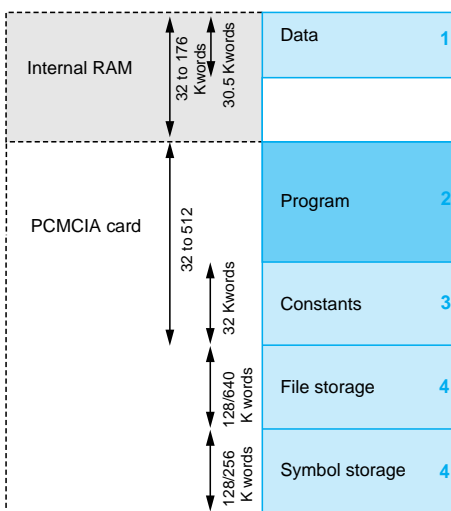 Data 1
Internal RAM
32 to 176
Kwords
30.5 Kwords
Program 2
PCMCIA card
32 to 512
32 Kwords
Constants 3
128/640
K words
File storage 4
128/256
K words
Symbol storage 4